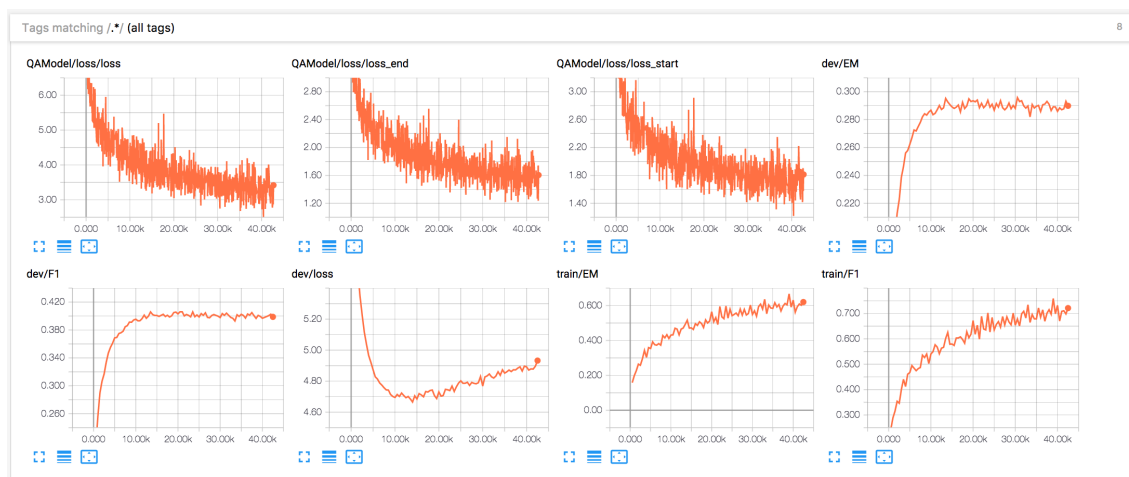 Tags matching /.*/ (all tags) 8
QAModel/loss/loss
6.00
5.00
4.00
3.00
0.000 10.00k 20.00k 30.00k 40.00k
QAModel/loss/loss_end
2.80
2.40
2.00
1.60
1.20
0.000 10.00k 20.00k 30.00k 40.00k
QAModel/loss/loss_start
3.00
2.60
2.20
1.80
1.40
0.000 10.00k 20.00k 30.00k 40.00k
dev/EM
0.300
0.280
0.260
0.240
0.220
0.000 10.00k 20.00k 30.00k 40.00k
dev/F1
0.420
0.380
0.340
0.300
0.260
0.000 10.00k 20.00k 30.00k 40.00k
dev/loss
5.20
5.00
4.80
4.60
0.000 10.00k 20.00k 30.00k 40.00k
train/EM
0.600
0.400
0.200
0.00
0.000 10.00k 20.00k 30.00k 40.00k
train/F1
0.700
0.600
0.500
0.400
0.300
0.000 10.00k 20.00k 30.00k 40.00k